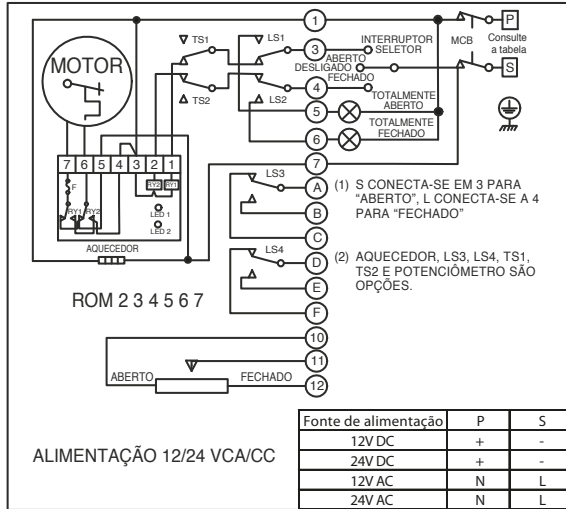 1
P
TS1
LS1
3
INTERRUPTOR
SELETOR
MCB
Consulte
a tabela
MOTOR
ABERTO
DESLIGADO
FECHADO
S
TS2
LS2
4
TOTALMENTE
ABERTO
5
TOTALMENTE
FECHADO
6
7 6 5 4 3 2 1
7
F
RY1
RY2
RY2
RY1
LED 1
LED 2
LS3
A
(1) S CONECTA-SE EM 3 PARA
“ABERTO”, L CONECTA-SE A 4
PARA “FECHADO”
B
C
AQUECEDOR
LS4
D
(2) AQUECEDOR, LS3, LS4, TS1,
TS2 E POTENCIÔMETRO SÃO
OPÇÕES.
E
F
ROM 2 3 4 5 6 7
10
11
ABERTO
FECHADO
12
ALIMENTAÇÃO 12/24 VCA/CC
Fonte de alimentação P S
12V DC + -
24V DC + -
12V AC N L
24V AC N L